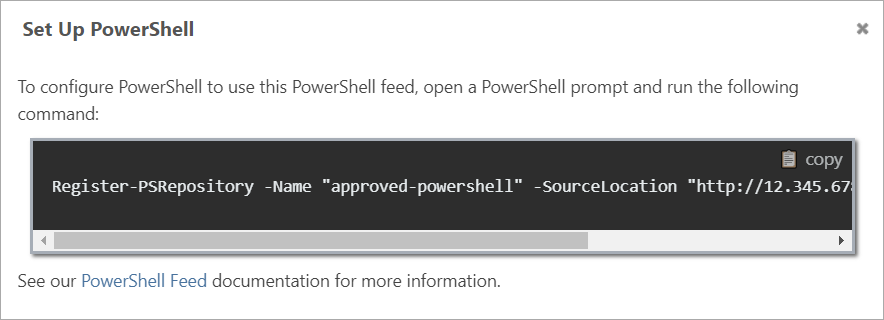 Set Up PowerShell
To configure PowerShell to use this PowerShell feed, open a PowerShell prompt and run the following
command:
copy
Register-PSRepository -Name "approved-powershell" -SourceLocation "http://12.345.67
See our PowerShell Feed documentation for more information.